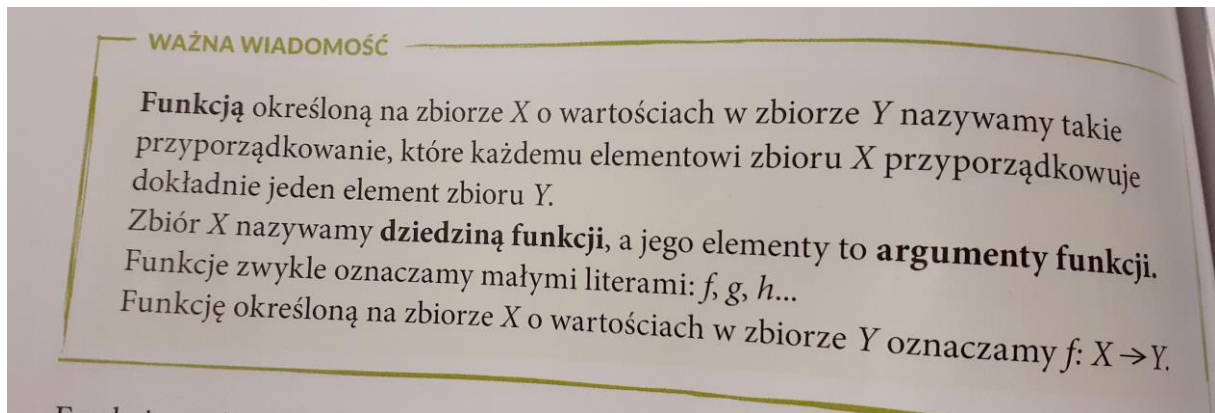 WAŻNA WIADOMOŚĆ
Funkcją określoną na zbiorze X o wartościach w zbiorze Y nazywamy takie
przyporządkowanie, które każdemu elementowi zbioru X przyporządkowuje
dokładnie jeden element zbioru Y.
Zbiór X nazywamy dziedziną funkcji, a jego elementy to argumenty funkcji.
Funkcje zwykle oznaczamy małymi literami: f, g, h...
Funkcję określoną na zbiorze X o wartościach w zbiorze Y oznaczamy f: X→Y.